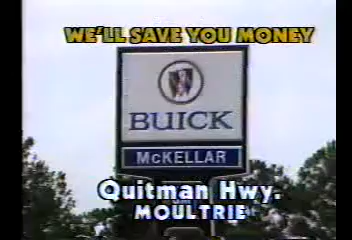 WE'LL SAVE YOU MONEY
BUICK
McKELLAR
Quitman Hwy.
MOULTRIE